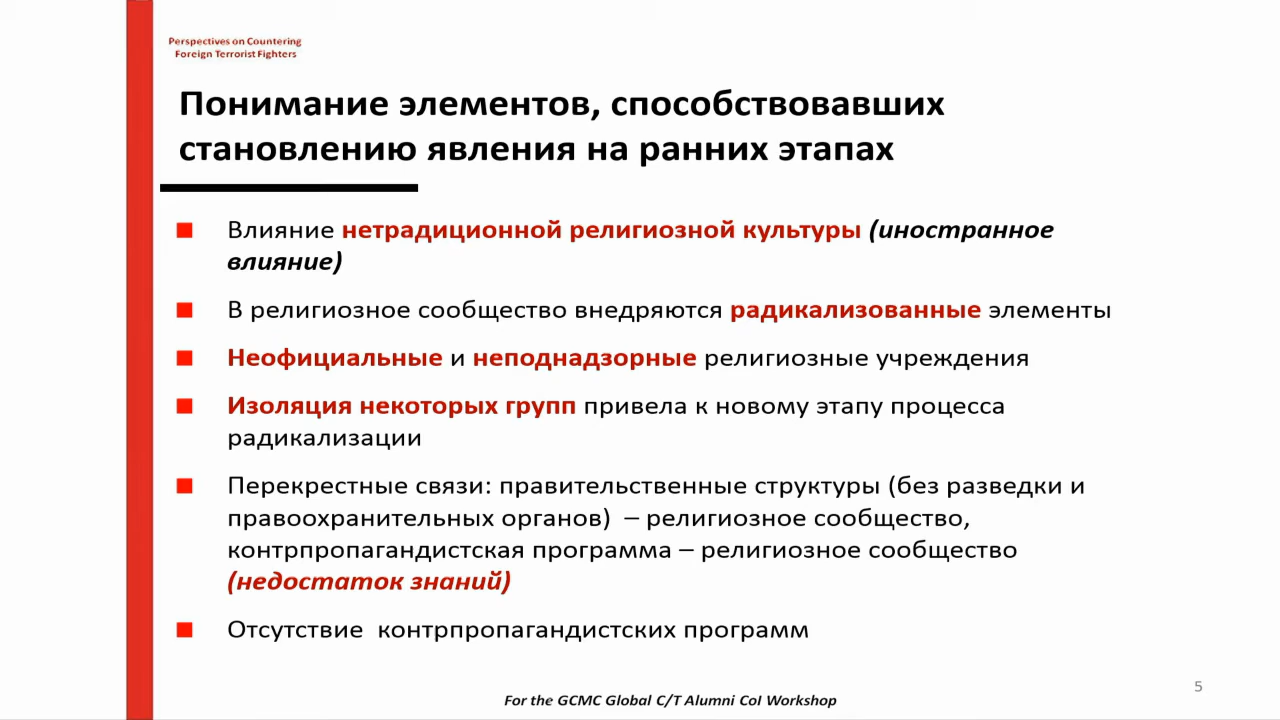 Perspectives on Countering
Foreign Terrorist Fighters
Понимание элементов, способствовавших
становлению явления на ранних этапах
Влияние нетрадиционной религиозной культуры (иностранное
влияние)
В религиозное сообщество внедряются радикализованные элементы
Неофициальные и неподнадзорные религиозные учреждения
Изоляция некоторых групп привела к новому этапу процесса
радикализации
Перекрестные связи: правительственные структуры (без разведки и
правоохранительных органов) – религиозное сообщество,
контрпропагандистская программа – религиозное сообщество
(недостаток знаний)
Отсутствие контрпропагандистских программ
5
For the GCMC Global C/T Alumni CoI Workshop